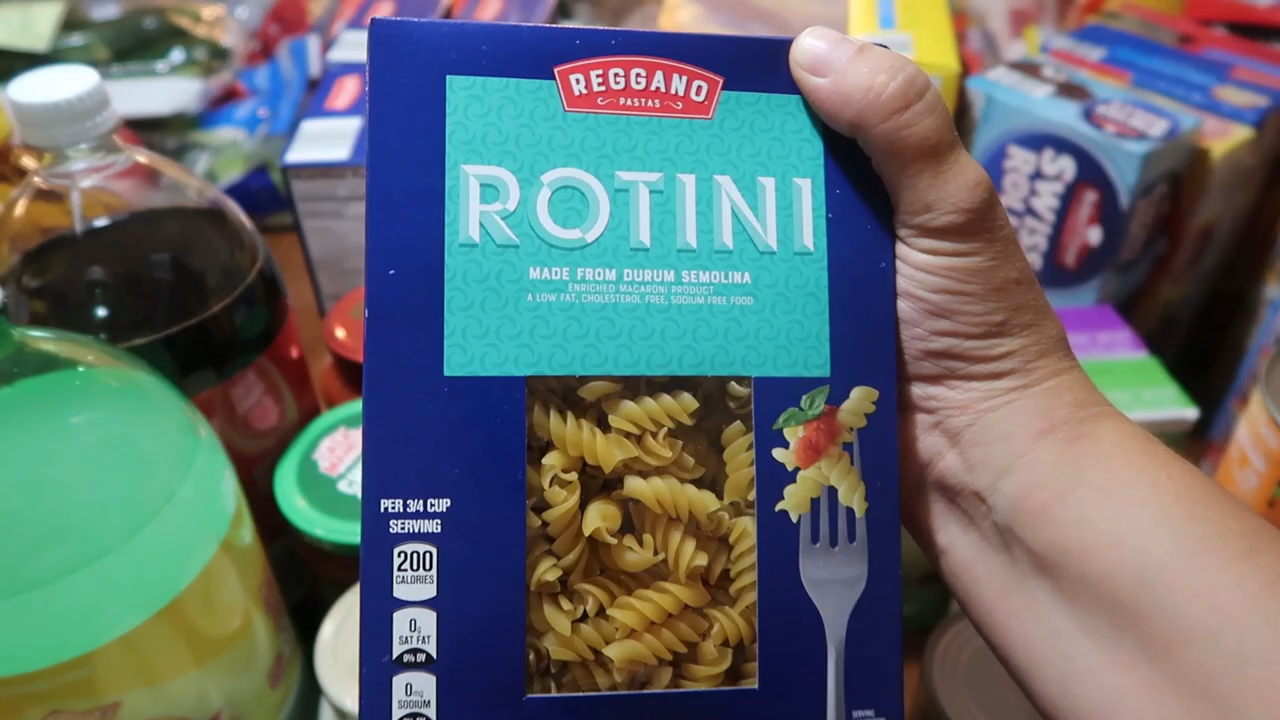 REGGANO
PASTAS
ROTINI
MADE FROM DURUM SEMOLINA
ENRICHED MACARONI PRODUCT
A LOW FAT, CHOLESTEROL FREE, SODIUM FREE FOOD
PER 3/4 CUP
SERVING
200
CALORIES
0g
SAT FAT
0% DV
0mg
SODIUM
SERVING
SWISS